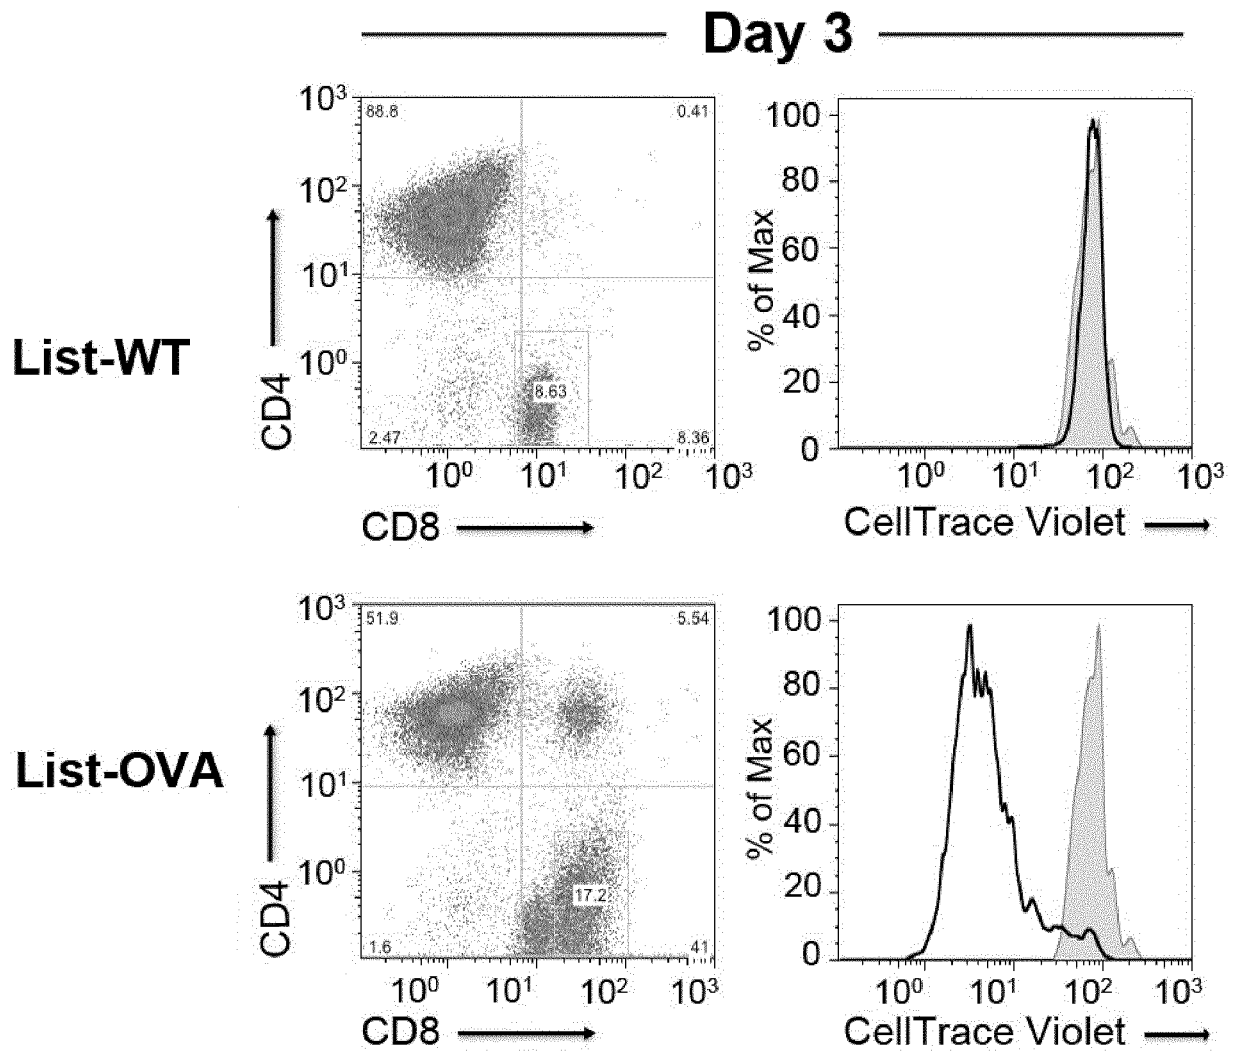 Day 3
List-WT
CD4
10³
10²
10¹
10⁰
88.8
0.41
8.63
2.47
8.36
10⁰ 10¹ 10² 10³
CD8
% of Max
100
80
60
40
20
0
10⁰ 10¹ 10² 10³
CellTrace Violet
List-OVA
CD4
10³
10²
10¹
10⁰
51.9
5.54
17.2
1.6
41
10⁰ 10¹ 10² 10³
CD8
% of Max
100
80
60
40
20
0
10⁰ 10¹ 10² 10³
CellTrace Violet